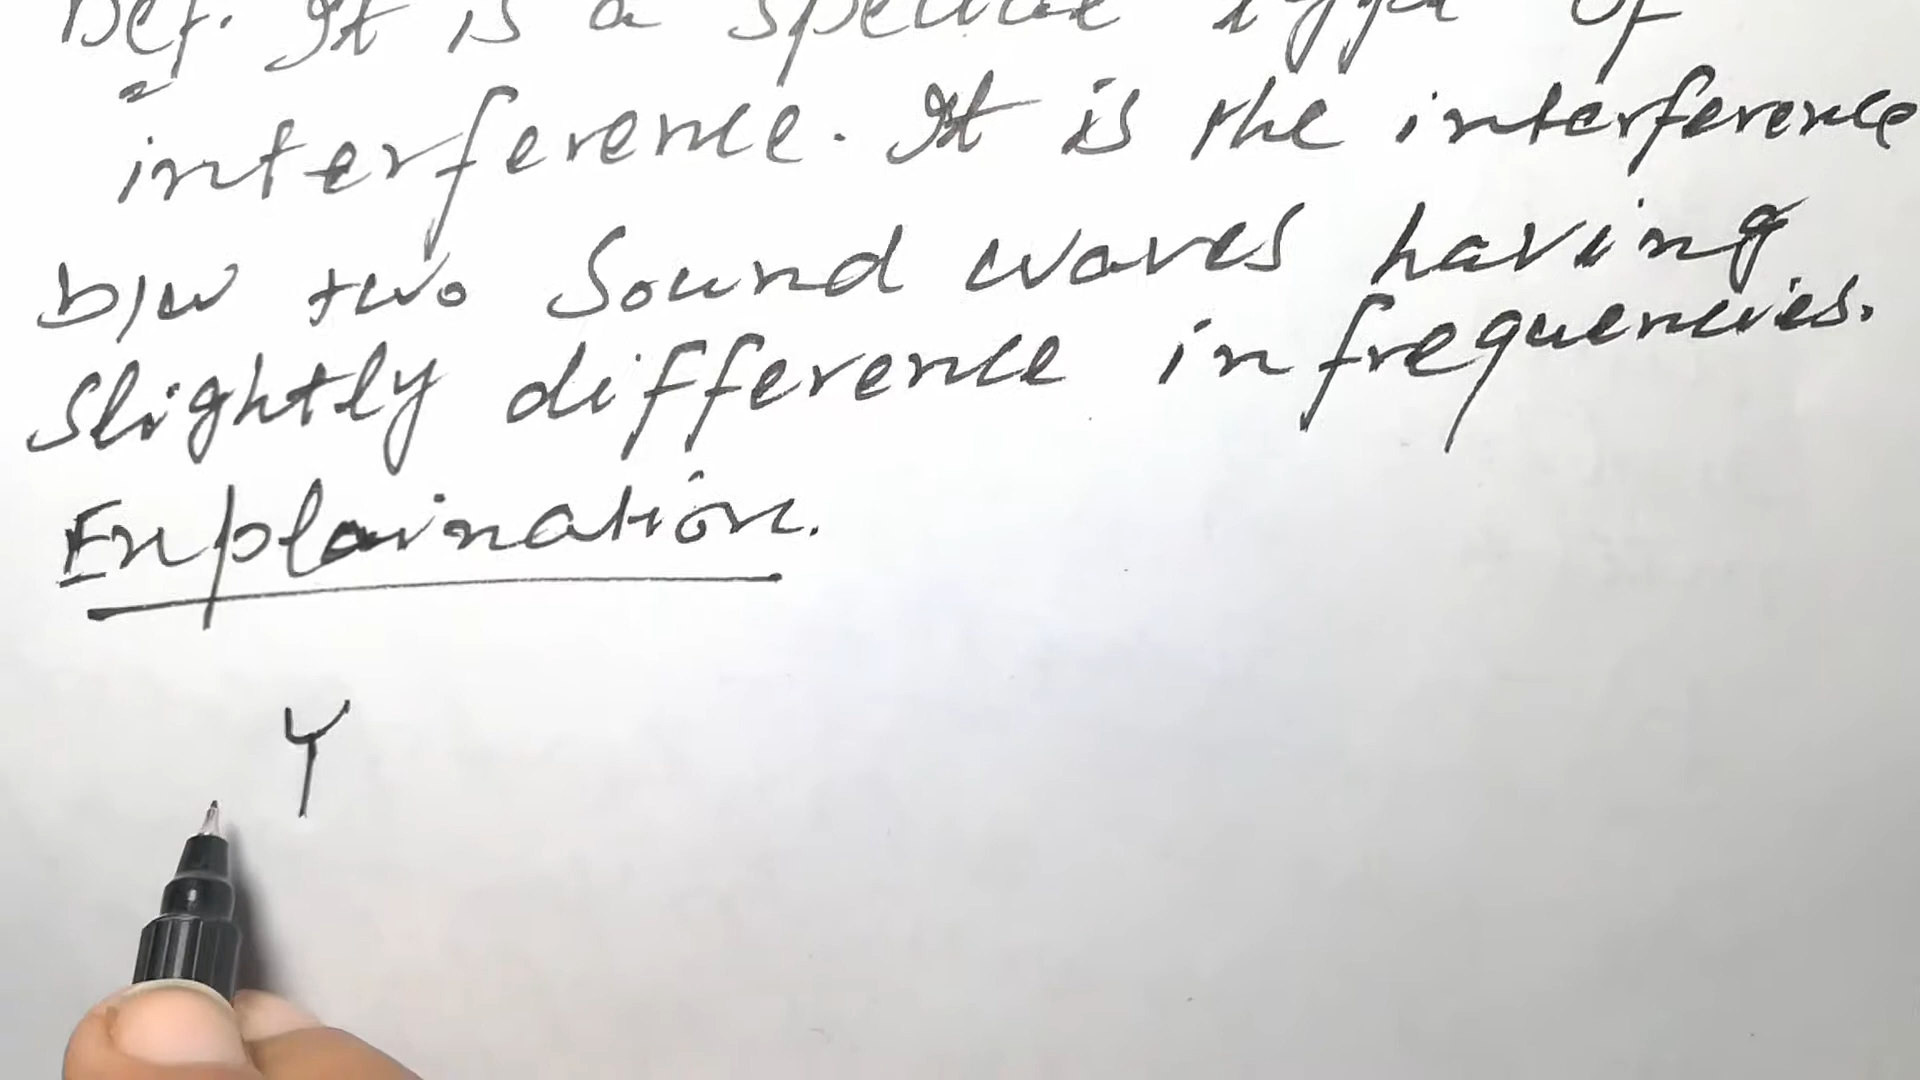 Def. It is a special type of
interference. It is the interference
b/w two Sound waves having
Slightly difference in frequencies.
Explaination.
Y